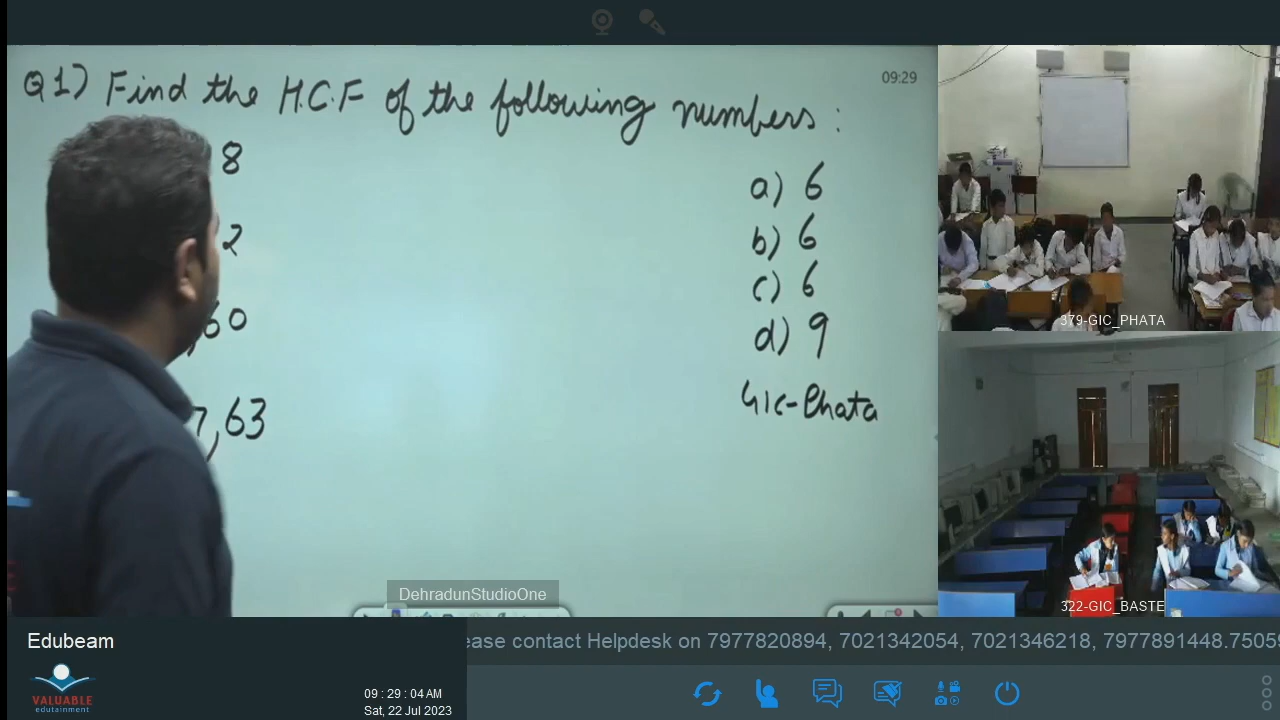 09:29
Q1) Find the H.C.F of the following numbers:
8
2
60
7, 63
a) 6
b) 6
c) 6
d) 9
GIC-Phata
379-GIC_PHATA
322-GIC_BASTE
DehradunStudioOne
Edubeam
ease contact Helpdesk on 7977820894, 7021342054, 7021346218, 7977891448.7505
VALUABLE
edutainment
09 : 29 : 04 AM
Sat, 22 Jul 2023